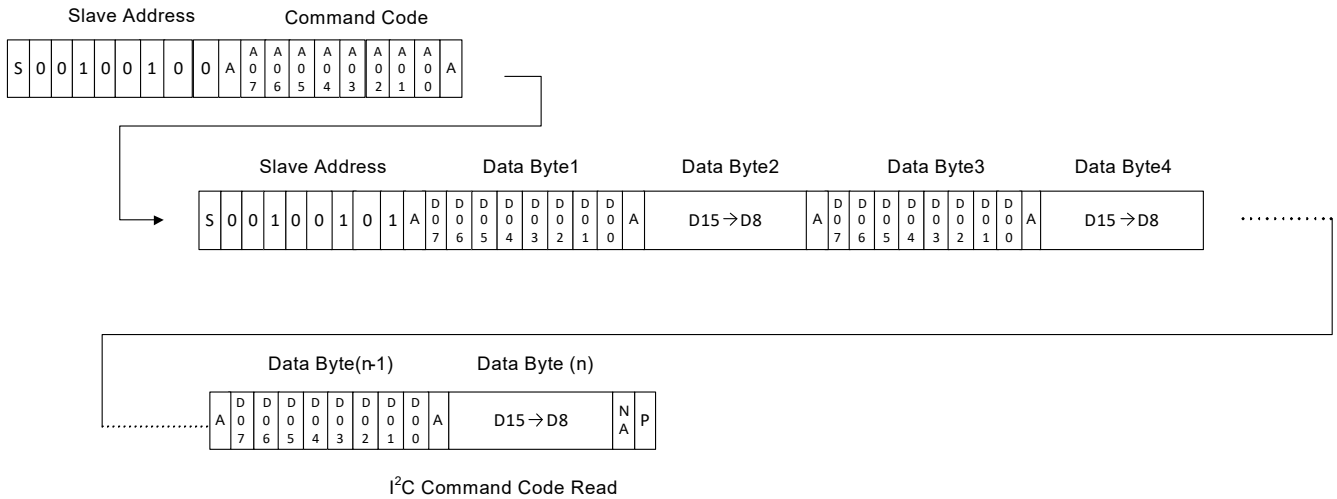 Slave Address Command Code
S 0 0 1 0 0 1 0 0 A A07 A06 A05 A04 A03 A02 A01 A00 A
Slave Address Data Byte1 Data Byte2 Data Byte3 Data Byte4
S 0 0 1 0 0 1 0 1 A D07 D06 D05 D04 D03 D02 D01 D00 A D15→D8 A D07 D06 D05 D04 D03 D02 D01 D00 A D15→D8
Data Byte(n-1) Data Byte (n)
A D07 D06 D05 D04 D03 D02 D01 D00 A D15→D8 NA P
I²C Command Code Read